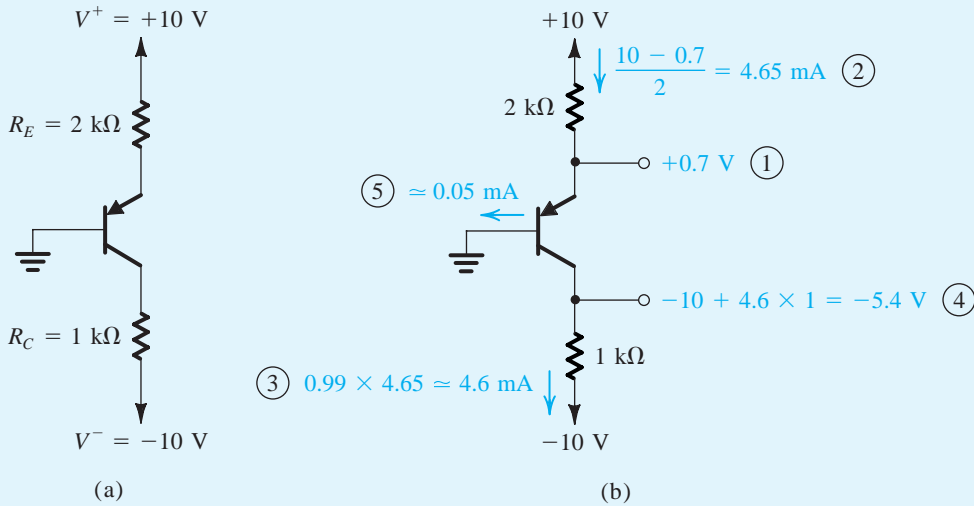 V⁺ = +10 V
R_E = 2 kΩ
R_C = 1 kΩ
V⁻ = −10 V
(a)
+10 V
10 − 0.7
2
= 4.65 mA ②
2 kΩ
+0.7 V ①
⑤ ≃ 0.05 mA
−10 + 4.6 × 1 = −5.4 V ④
1 kΩ
③ 0.99 × 4.65 ≃ 4.6 mA
−10 V
(b)